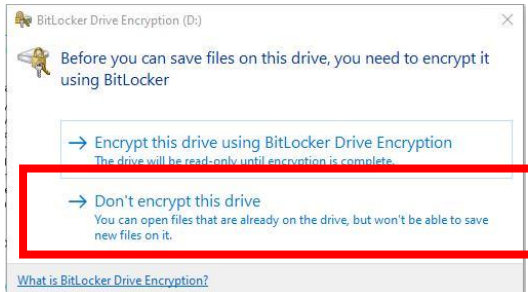 BitLocker Drive Encryption (D:)
Before you can save files on this drive, you need to encrypt it
using BitLocker
Encrypt this drive using BitLocker Drive Encryption
The drive will be read-only until encryption is complete.
Don't encrypt this drive
You can open files that are already on the drive, but won't be able to save
new files on it.
What is BitLocker Drive Encryption?